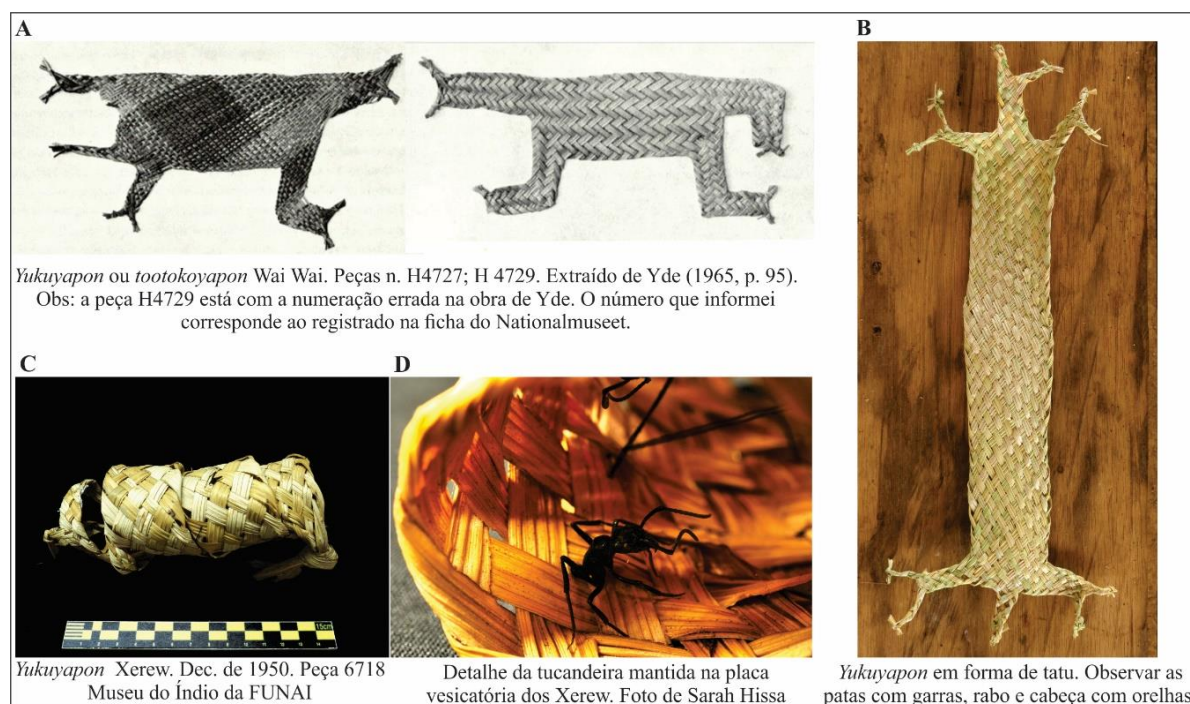 A
B
Yukuyapon ou tootokoyapon Wai Wai. Peças n. H4727; H 4729. Extraído de Yde (1965, p. 95).
Obs: a peça H4729 está com a numeração errada na obra de Yde. O número que informei
corresponde ao registrado na ficha do Nationalmuseet.
C
D
15cm
Yukuyapon Xerew. Dec. de 1950. Peça 6718
Museu do Índio da FUNAI
Detalhe da tucandeira mantida na placa
vesicatória dos Xerew. Foto de Sarah Hissa
Yukuyapon em forma de tatu. Observar as
patas com garras, rabo e cabeça com orelhas